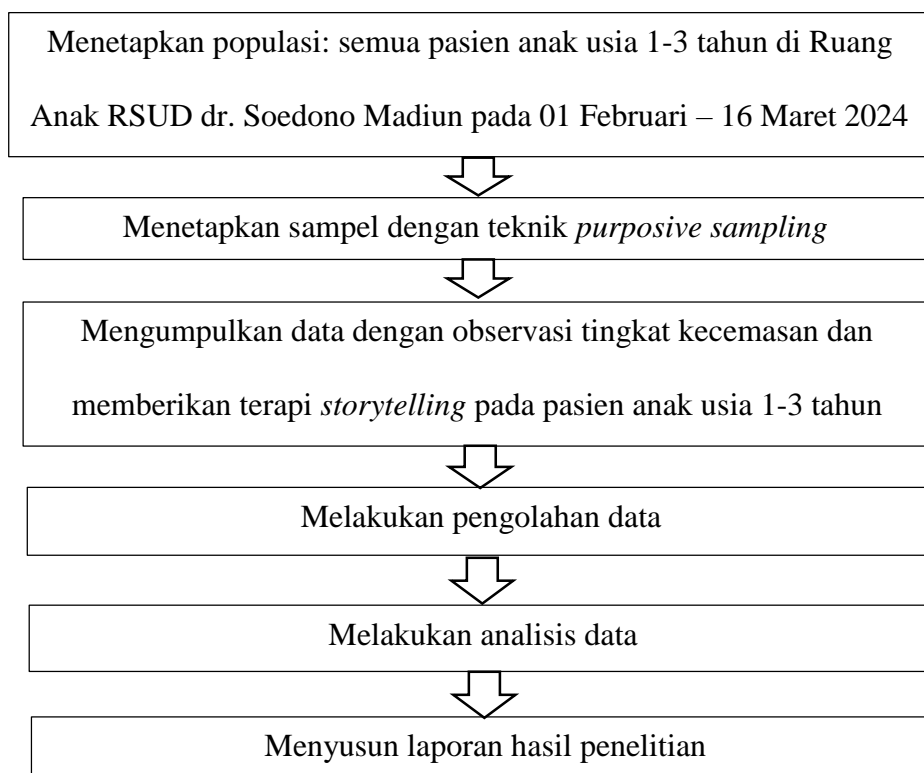 Menetapkan populasi: semua pasien anak usia 1-3 tahun di Ruang
Anak RSUD dr. Soedono Madiun pada 01 Februari – 16 Maret 2024
Menetapkan sampel dengan teknik purposive sampling
Mengumpulkan data dengan observasi tingkat kecemasan dan
memberikan terapi storytelling pada pasien anak usia 1-3 tahun
Melakukan pengolahan data
Melakukan analisis data
Menyusun laporan hasil penelitian